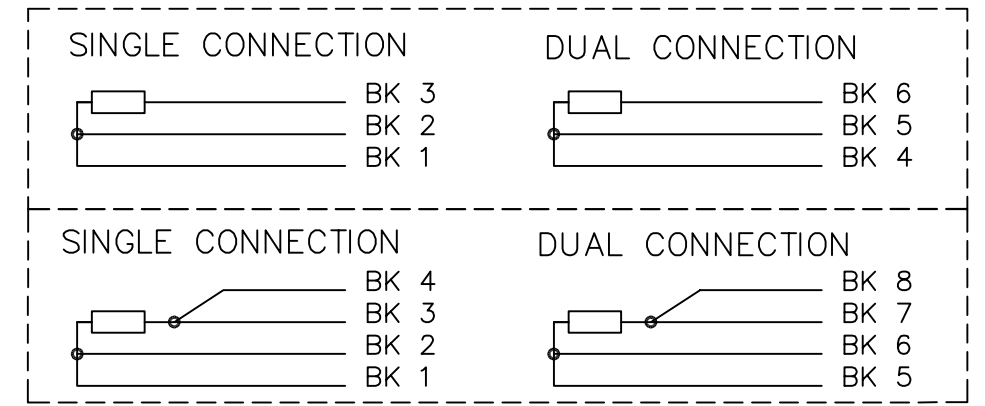 SINGLE CONNECTION
BK 3
BK 2
BK 1
DUAL CONNECTION
BK 6
BK 5
BK 4
SINGLE CONNECTION
BK 4
BK 3
BK 2
BK 1
DUAL CONNECTION
BK 8
BK 7
BK 6
BK 5